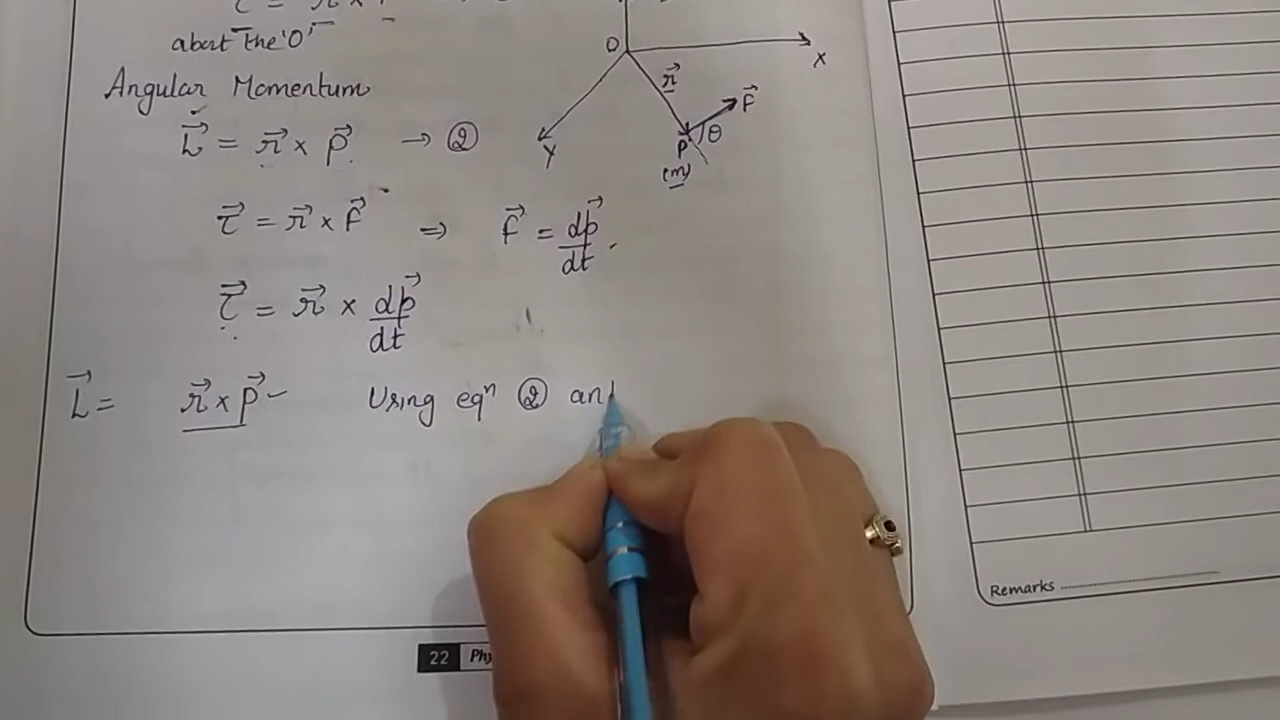 about the 'O'
Angular Momentum
L⃗ = r⃗ × p⃗ → ②
τ⃗ = r⃗ × F⃗ ⇒ F⃗ = dp⃗/dt
τ⃗ = r⃗ × dp⃗/dt
L⃗ = r⃗ × p⃗ Using eqⁿ ② an
O
X
Y
r⃗
F⃗
θ
P
(m)
22
Remarks